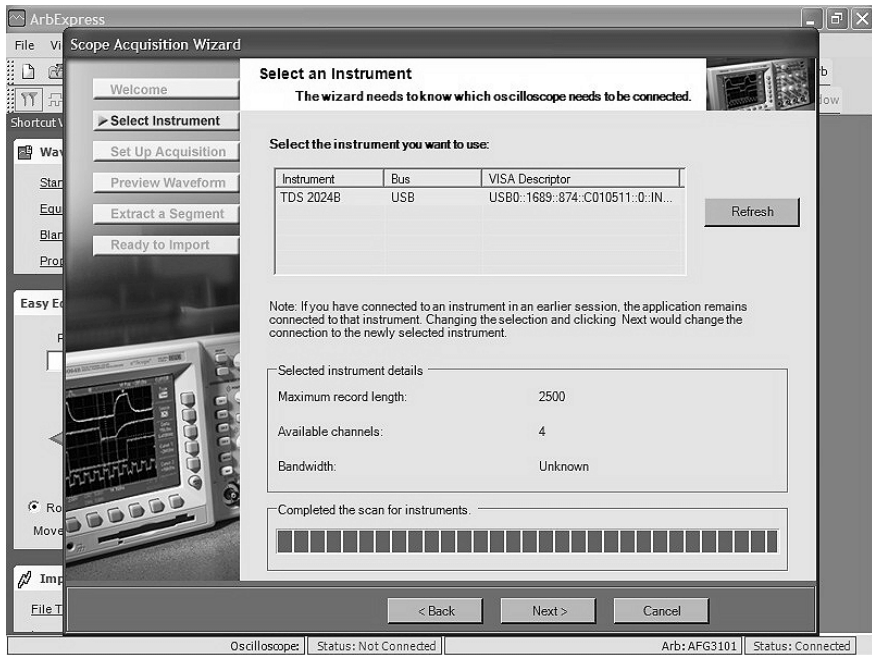 ArbExpress
File Vi
Scope Acquisition Wizard
Shortcut V
Wav
Star
Equ
Blar
Prop
Easy Ed
F
Ro
Move
Imp
File T
Welcome
Select Instrument
Set Up Acquisition
Preview Waveform
Extract a Segment
Ready to Import
Select an Instrument
The wizard needs to know which oscilloscope needs to be connected.
Select the instrument you want to use:
Instrument Bus VISA Descriptor
TDS 2024B USB USB0::1689::874::C010511::0::IN...
Refresh
Note: If you have connected to an instrument in an earlier session, the application remains
connected to that instrument. Changing the selection and clicking Next would change the
connection to the newly selected instrument.
Selected instrument details
Maximum record length: 2500
Available channels: 4
Bandwidth: Unknown
Completed the scan for instruments.
< Back Next > Cancel
rb
dow
Oscilloscope: Status: Not Connected Arb: AFG3101 Status: Connected